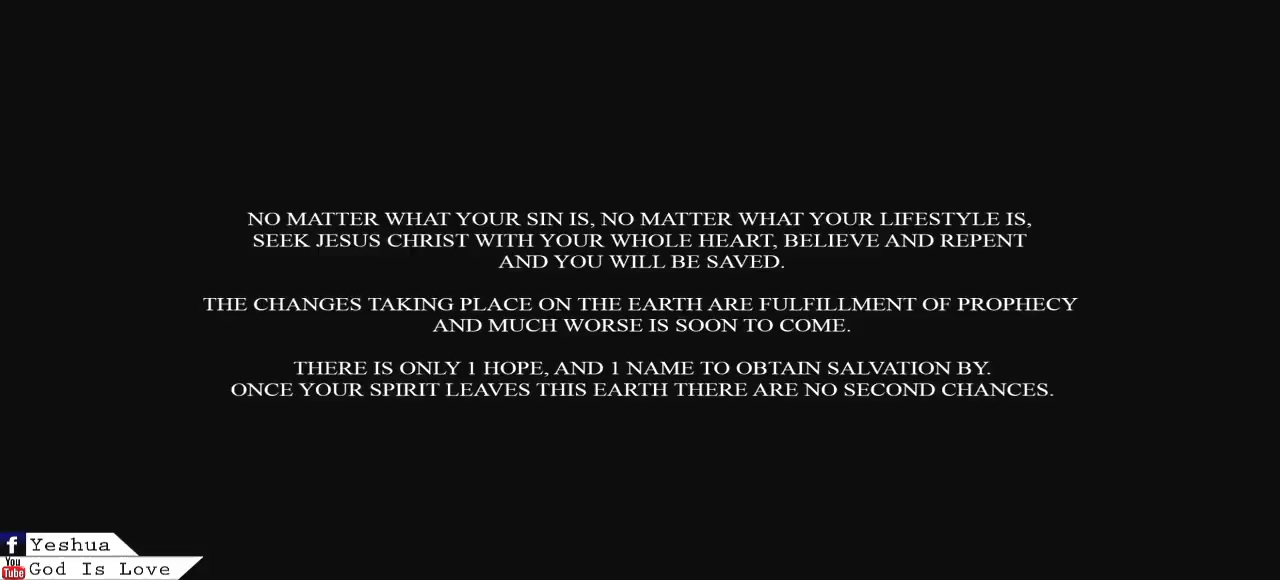 NO MATTER WHAT YOUR SIN IS, NO MATTER WHAT YOUR LIFESTYLE IS,
SEEK JESUS CHRIST WITH YOUR WHOLE HEART, BELIEVE AND REPENT
AND YOU WILL BE SAVED.
THE CHANGES TAKING PLACE ON THE EARTH ARE FULFILLMENT OF PROPHECY
AND MUCH WORSE IS SOON TO COME.
THERE IS ONLY 1 HOPE, AND 1 NAME TO OBTAIN SALVATION BY.
ONCE YOUR SPIRIT LEAVES THIS EARTH THERE ARE NO SECOND CHANCES.
f Yeshua
You Tube God Is Love